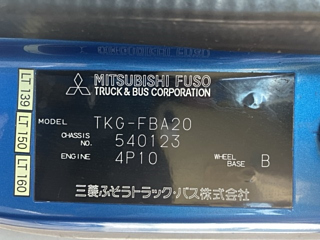 MITSUBISHI FUSO
TRUCK & BUS CORPORATION
MODEL TKG-FBA20
CHASSIS NO. 540123
ENGINE 4P10 WHEEL BASE B
三菱ふそうトラック・バス株式会社
LT 139
LT 150
LT 160